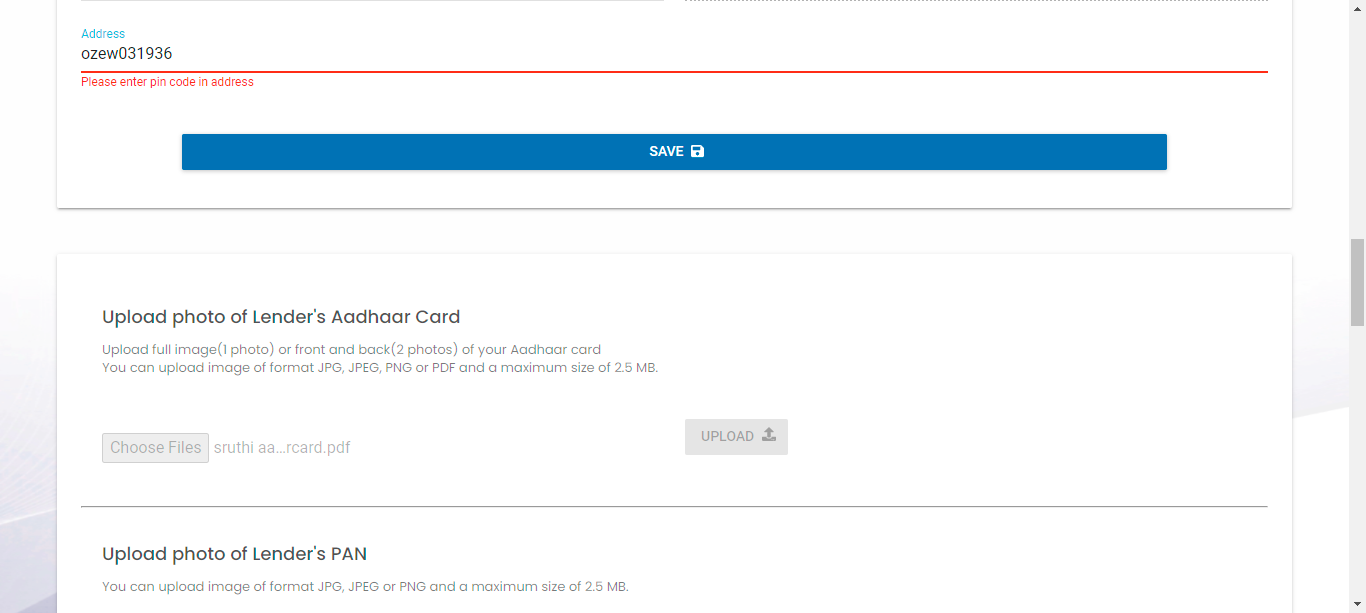 Address
ozew031936
Please enter pin code in address
SAVE
Upload photo of Lender's Aadhaar Card
Upload full image(1 photo) or front and back(2 photos) of your Aadhaar card
You can upload image of format JPG, JPEG, PNG or PDF and a maximum size of 2.5 MB.
Choose Files sruthi aa...rcard.pdf
UPLOAD
Upload photo of Lender's PAN
You can upload image of format JPG, JPEG or PNG and a maximum size of 2.5 MB.